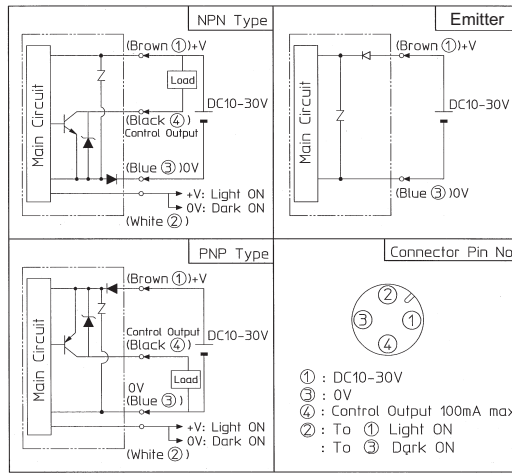 NPN Type
(Brown ①)+V
Load
DC10-30V
(Black ④)
Control Output
Main Circuit
(Blue ③)0V
+V: Light ON
0V: Dark ON
(White ②)
Emitter
(Brown ①)+V
DC10-30V
Main Circuit
(Blue ③)0V
PNP Type
(Brown ①)+V
Control Output
(Black ④)
DC10-30V
Main Circuit
Load
0V
(Blue ③)
+V: Light ON
0V: Dark ON
(White ②)
Connector Pin No
②
③ ①
④
① : DC10-30V
③ : 0V
④ : Control Output 100mA max
② : To ① Light ON
: To ③ Dark ON